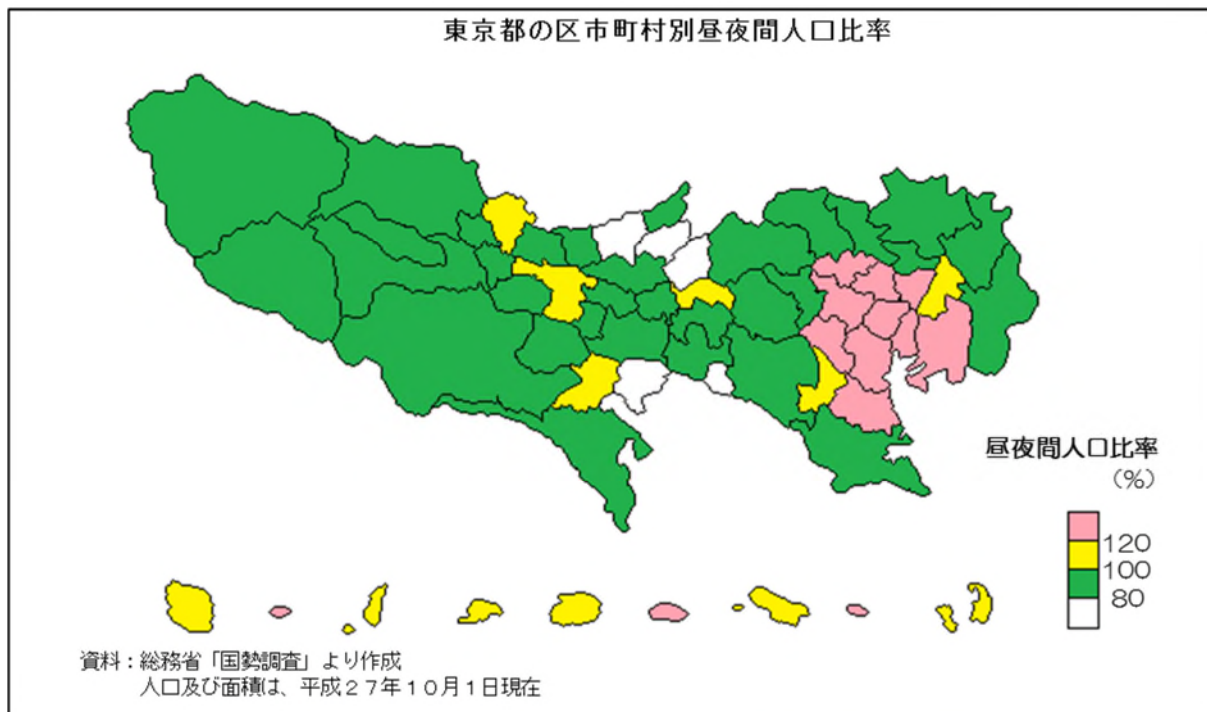 東京都の区市町村別昼夜間人口比率
昼夜間人口比率
(%)
120
100
80
資料：総務省「国勢調査」より作成
人口及び面積は、平成27年10月1日現在